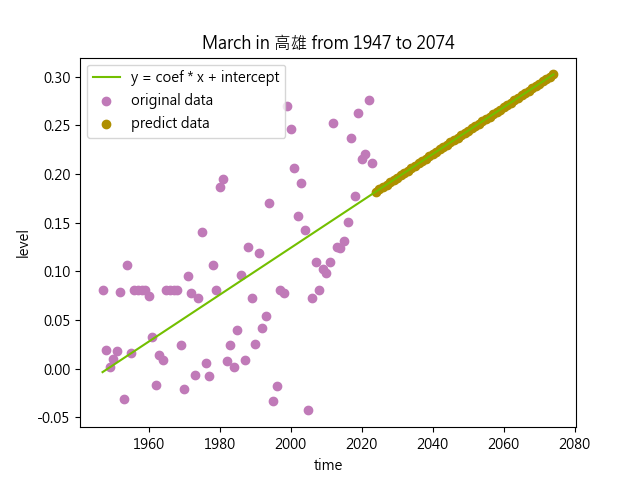 March in 高雄 from 1947 to 2074
y = coef * x + intercept
original data
predict data
0.30
0.25
0.20
0.15
0.10
0.05
0.00
-0.05
level
1960
1980
2000
2020
2040
2060
2080
time